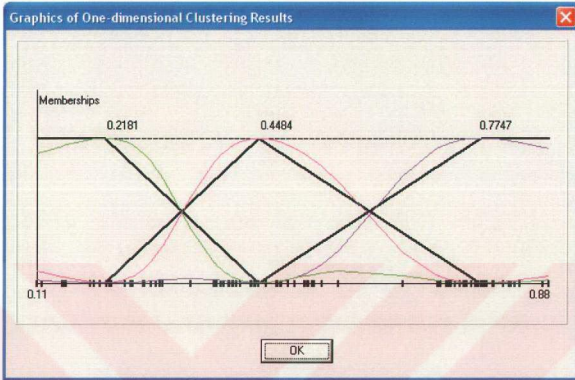 Graphics of One-dimensional Clustering Results
Memberships
0.2181
0.4484
0.7747
0.11
0.88
OK